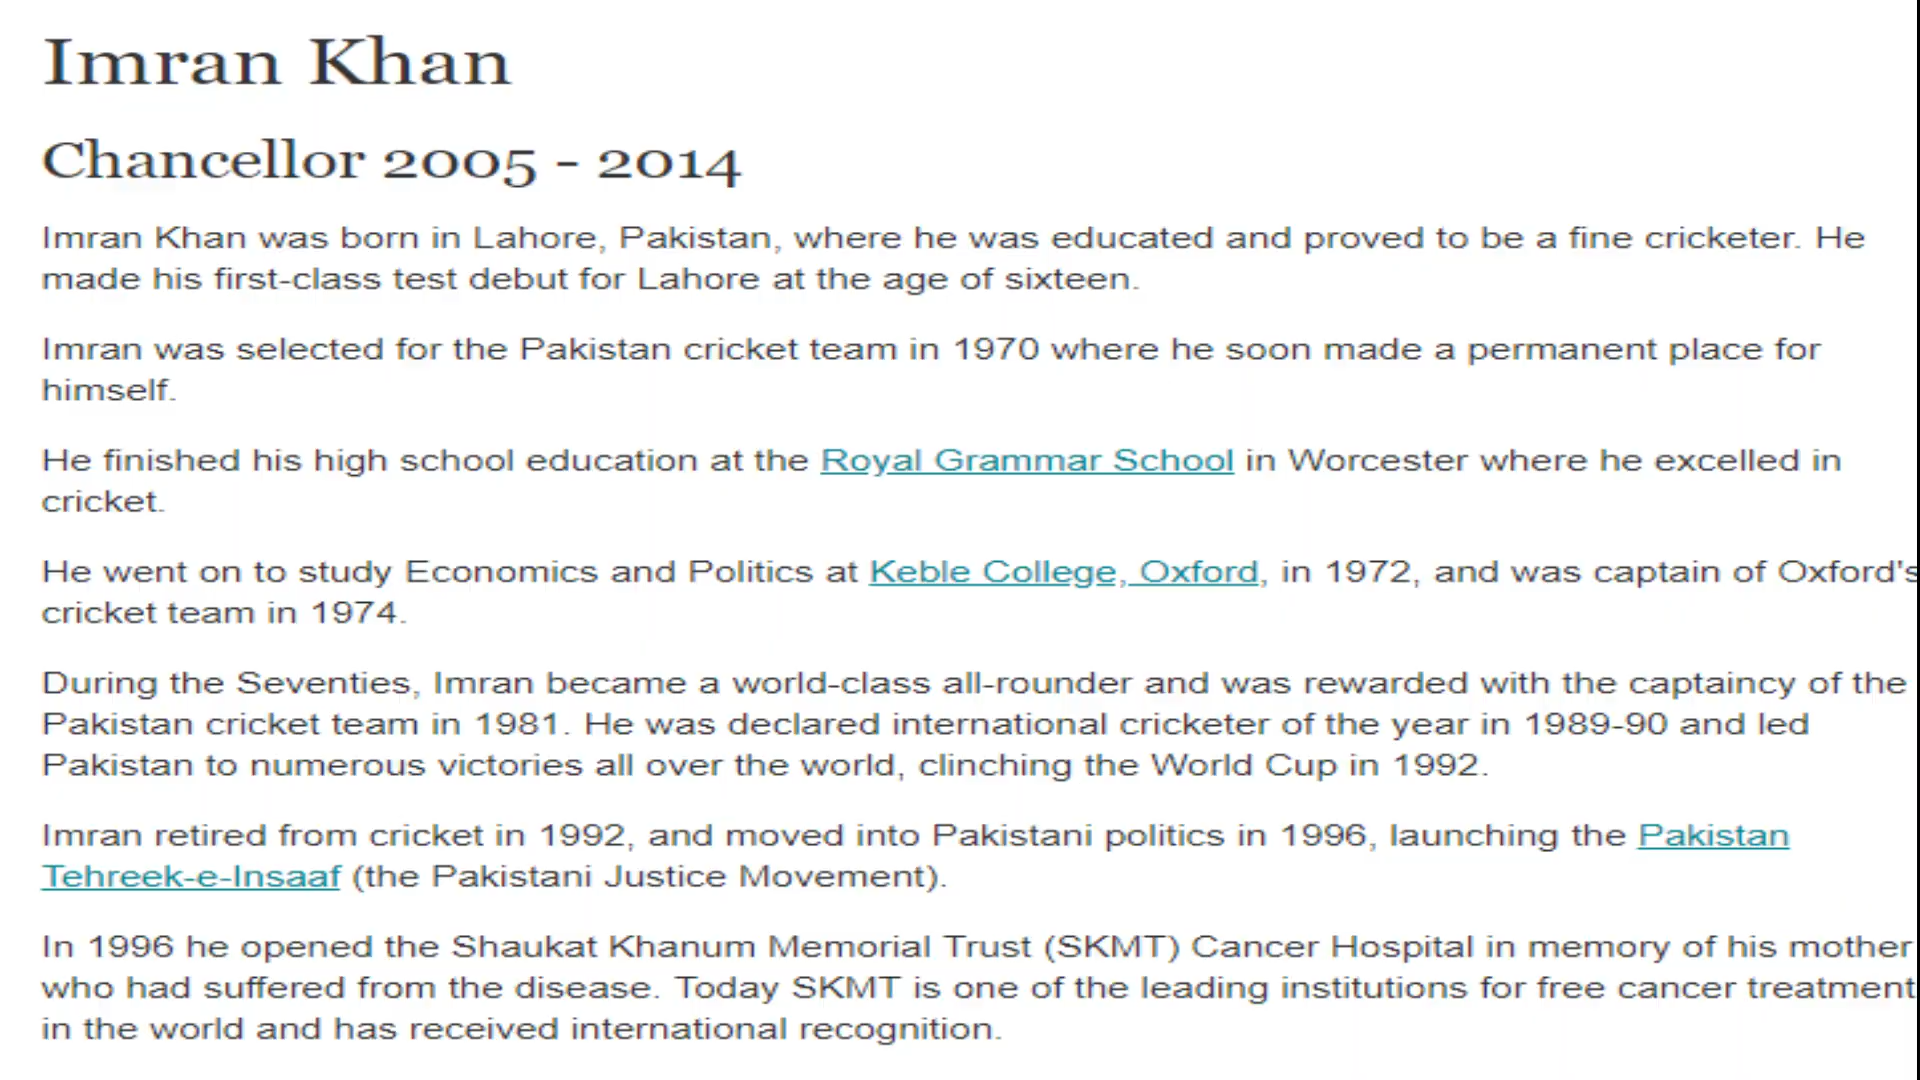 Imran Khan
Chancellor 2005 - 2014
Imran Khan was born in Lahore, Pakistan, where he was educated and proved to be a fine cricketer. He
made his first-class test debut for Lahore at the age of sixteen.
Imran was selected for the Pakistan cricket team in 1970 where he soon made a permanent place for
himself.
He finished his high school education at the Royal Grammar School in Worcester where he excelled in
cricket.
He went on to study Economics and Politics at Keble College, Oxford, in 1972, and was captain of Oxford's
cricket team in 1974.
During the Seventies, Imran became a world-class all-rounder and was rewarded with the captaincy of the
Pakistan cricket team in 1981. He was declared international cricketer of the year in 1989-90 and led
Pakistan to numerous victories all over the world, clinching the World Cup in 1992.
Imran retired from cricket in 1992, and moved into Pakistani politics in 1996, launching the Pakistan
Tehreek-e-Insaaf (the Pakistani Justice Movement).
In 1996 he opened the Shaukat Khanum Memorial Trust (SKMT) Cancer Hospital in memory of his mother
who had suffered from the disease. Today SKMT is one of the leading institutions for free cancer treatment
in the world and has received international recognition.